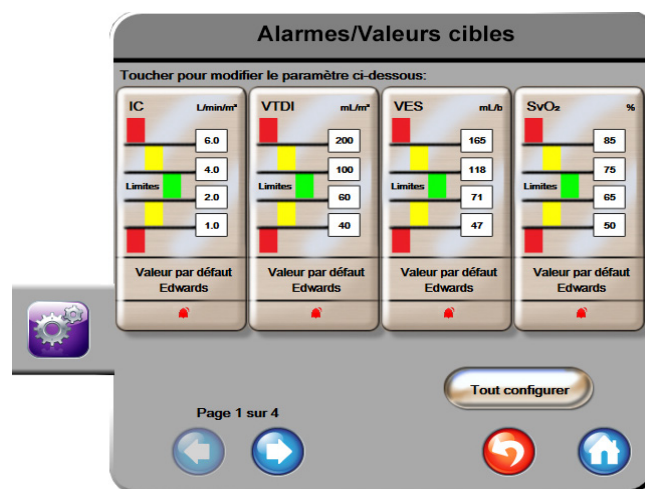 Alarmes/Valeurs cibles
Toucher pour modifier le paramètre ci-dessous:
IC L/min/m²
6.0
4.0
Limites
2.0
1.0
Valeur par défaut
Edwards
VTDI mL/m²
200
100
Limites
60
40
Valeur par défaut
Edwards
VES mL/b
165
118
Limites
71
47
Valeur par défaut
Edwards
SvO₂ %
85
75
Limites
65
50
Valeur par défaut
Edwards
Tout configurer
Page 1 sur 4